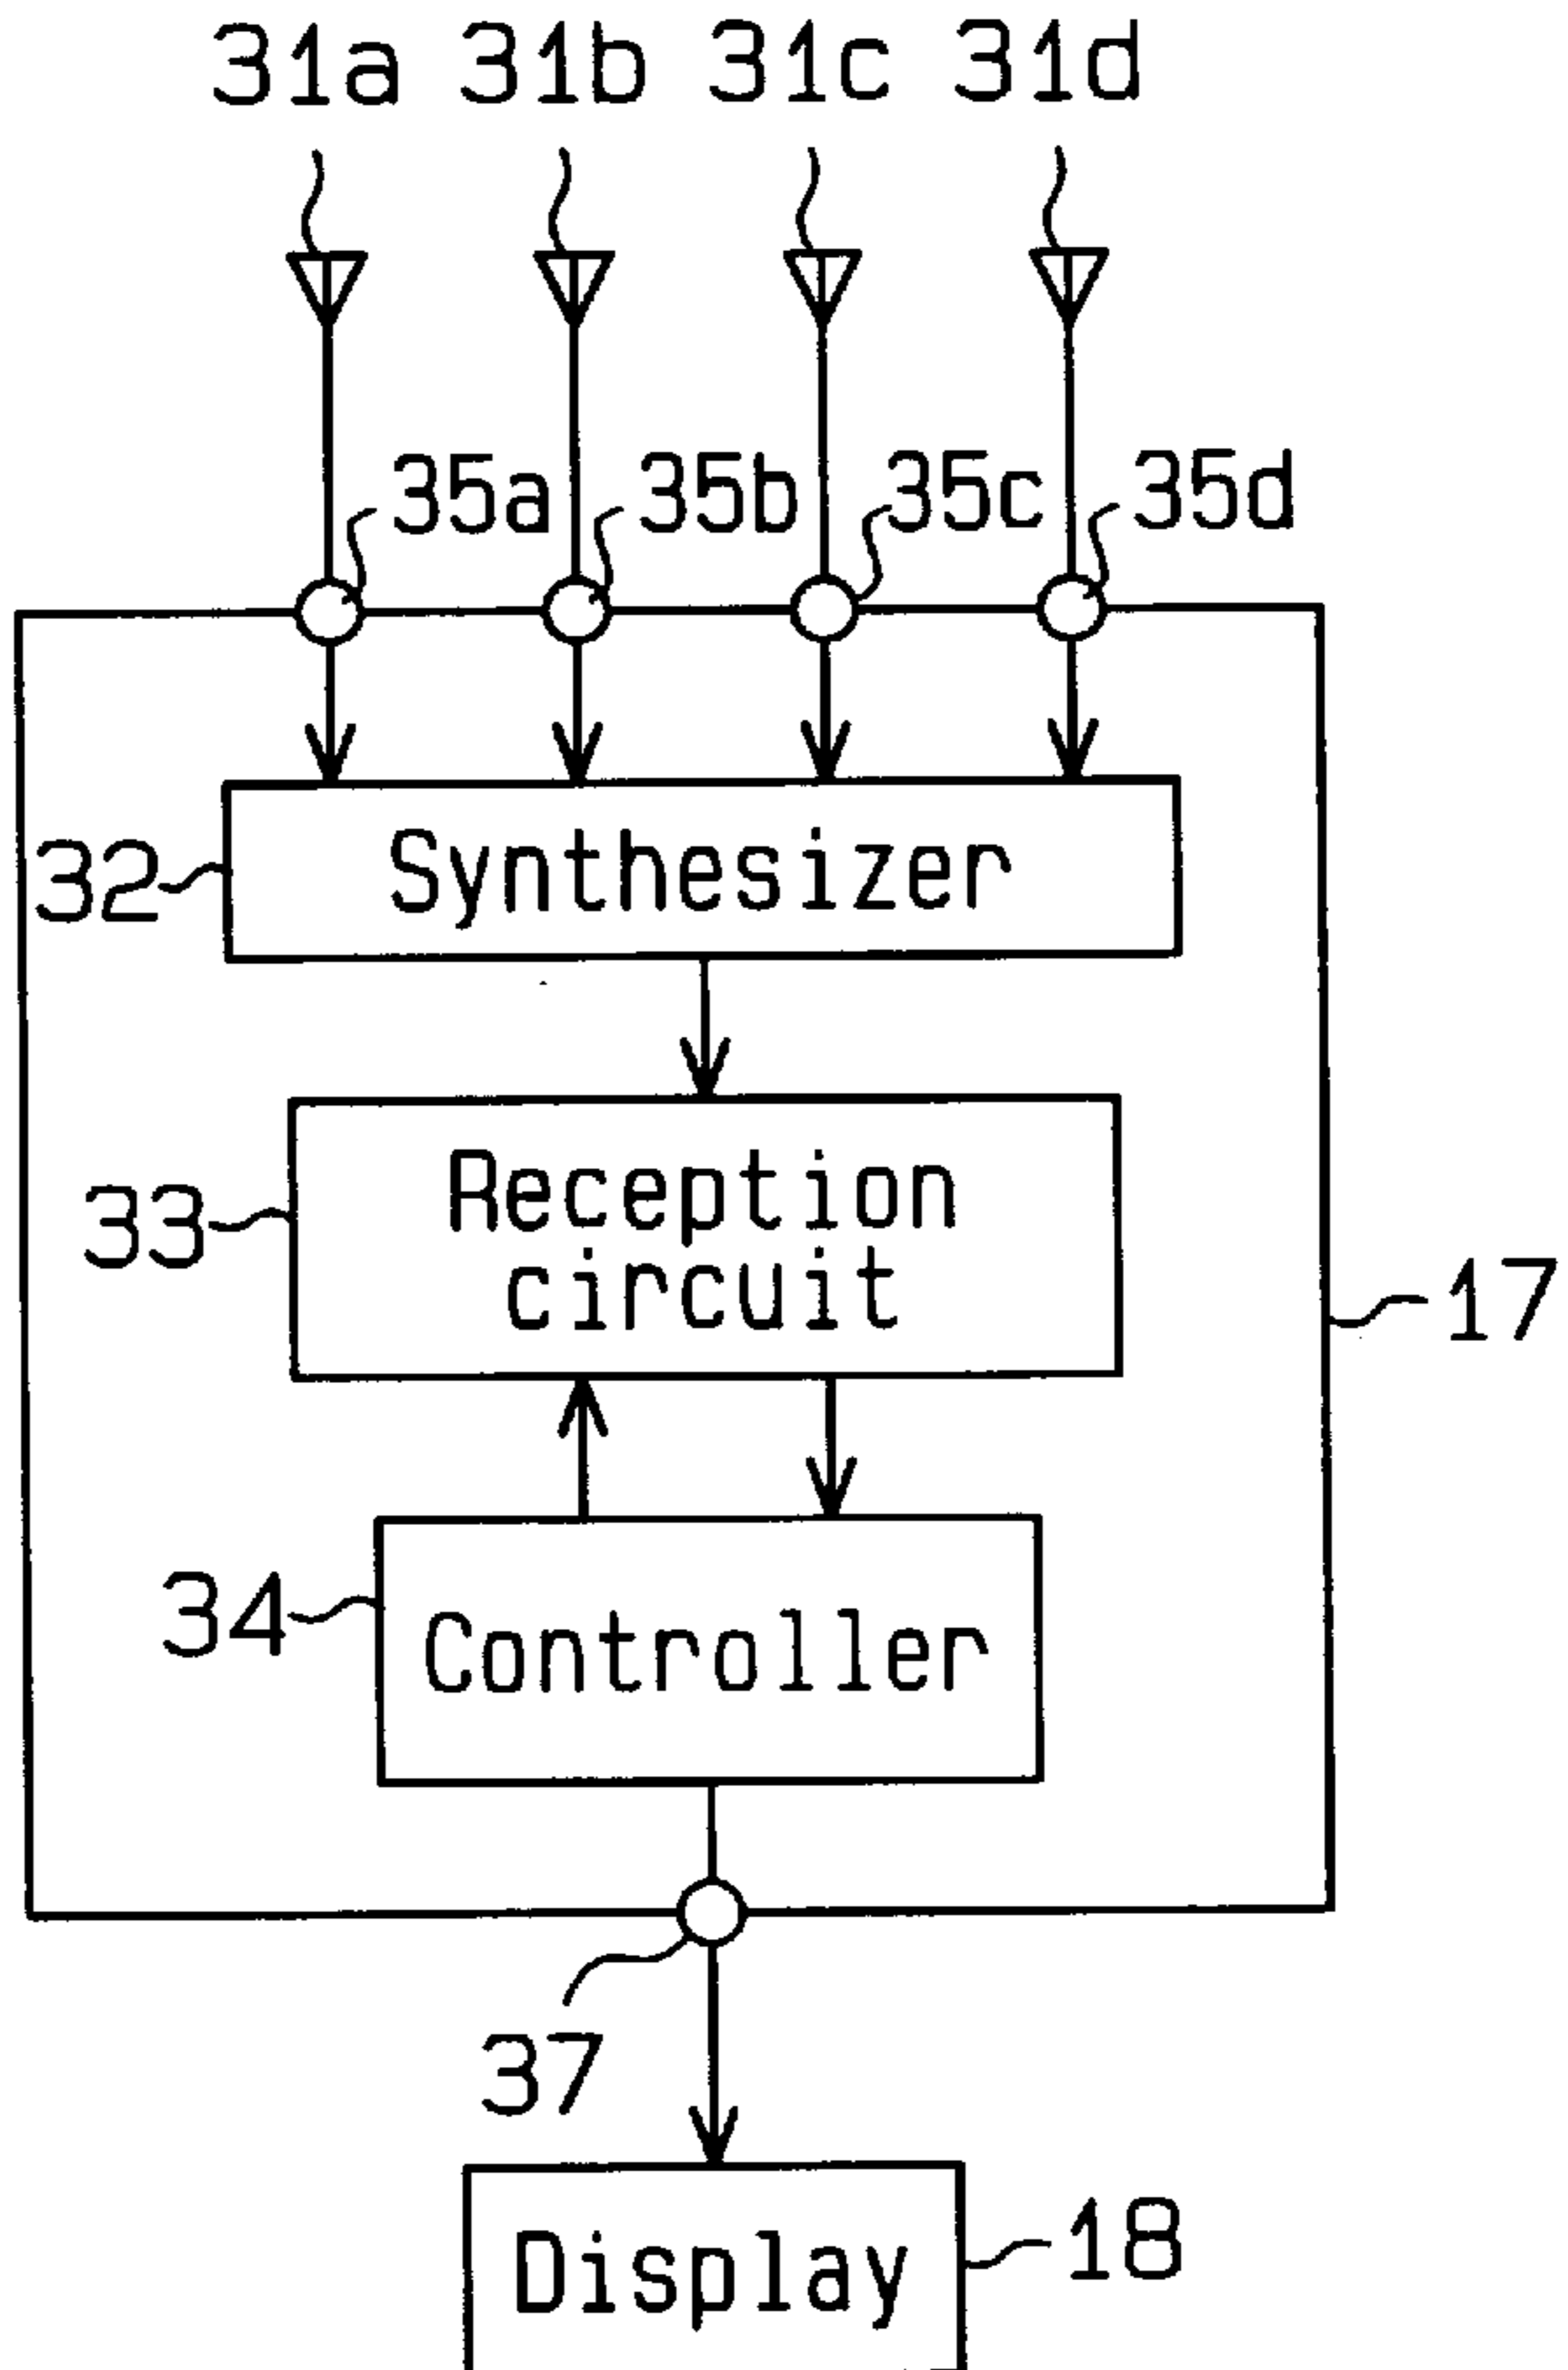 31a 31b 31c 31d
35a 35b 35c 35d
32
Synthesizer
33
Reception
circuit
17
34
Controller
37
Display
18